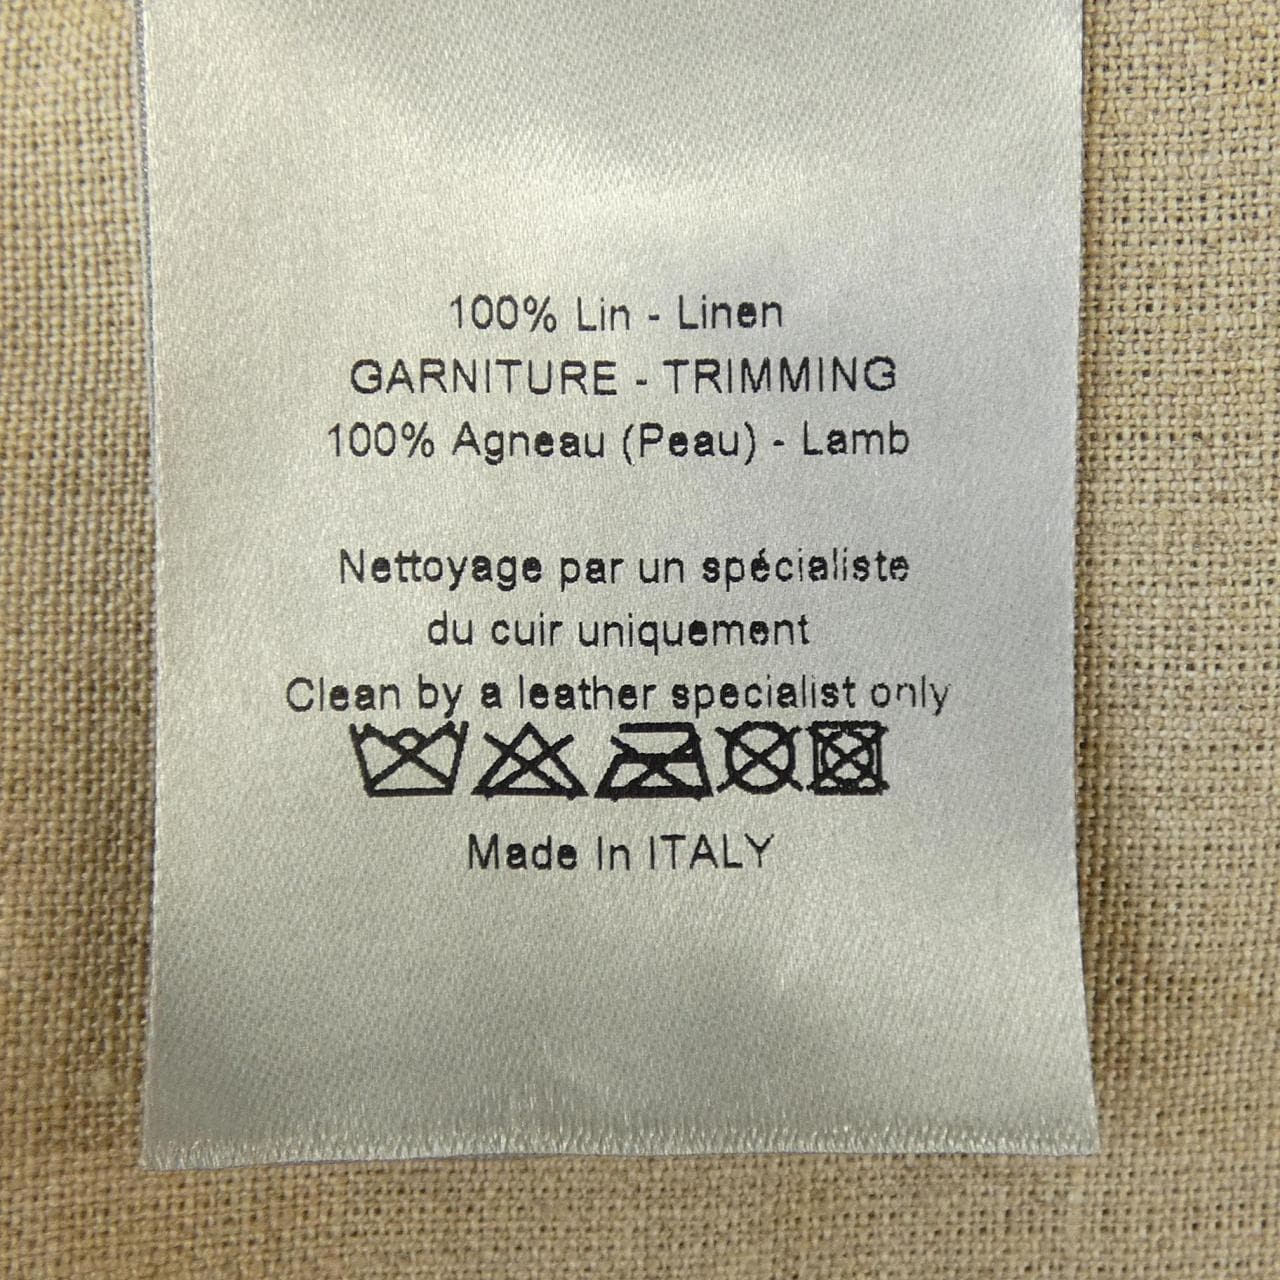 100% Lin - Linen
GARNITURE - TRIMMING
100% Agneau (Peau) - Lamb
Nettoyage par un spécialiste
du cuir uniquement
Clean by a leather specialist only
Made In ITALY